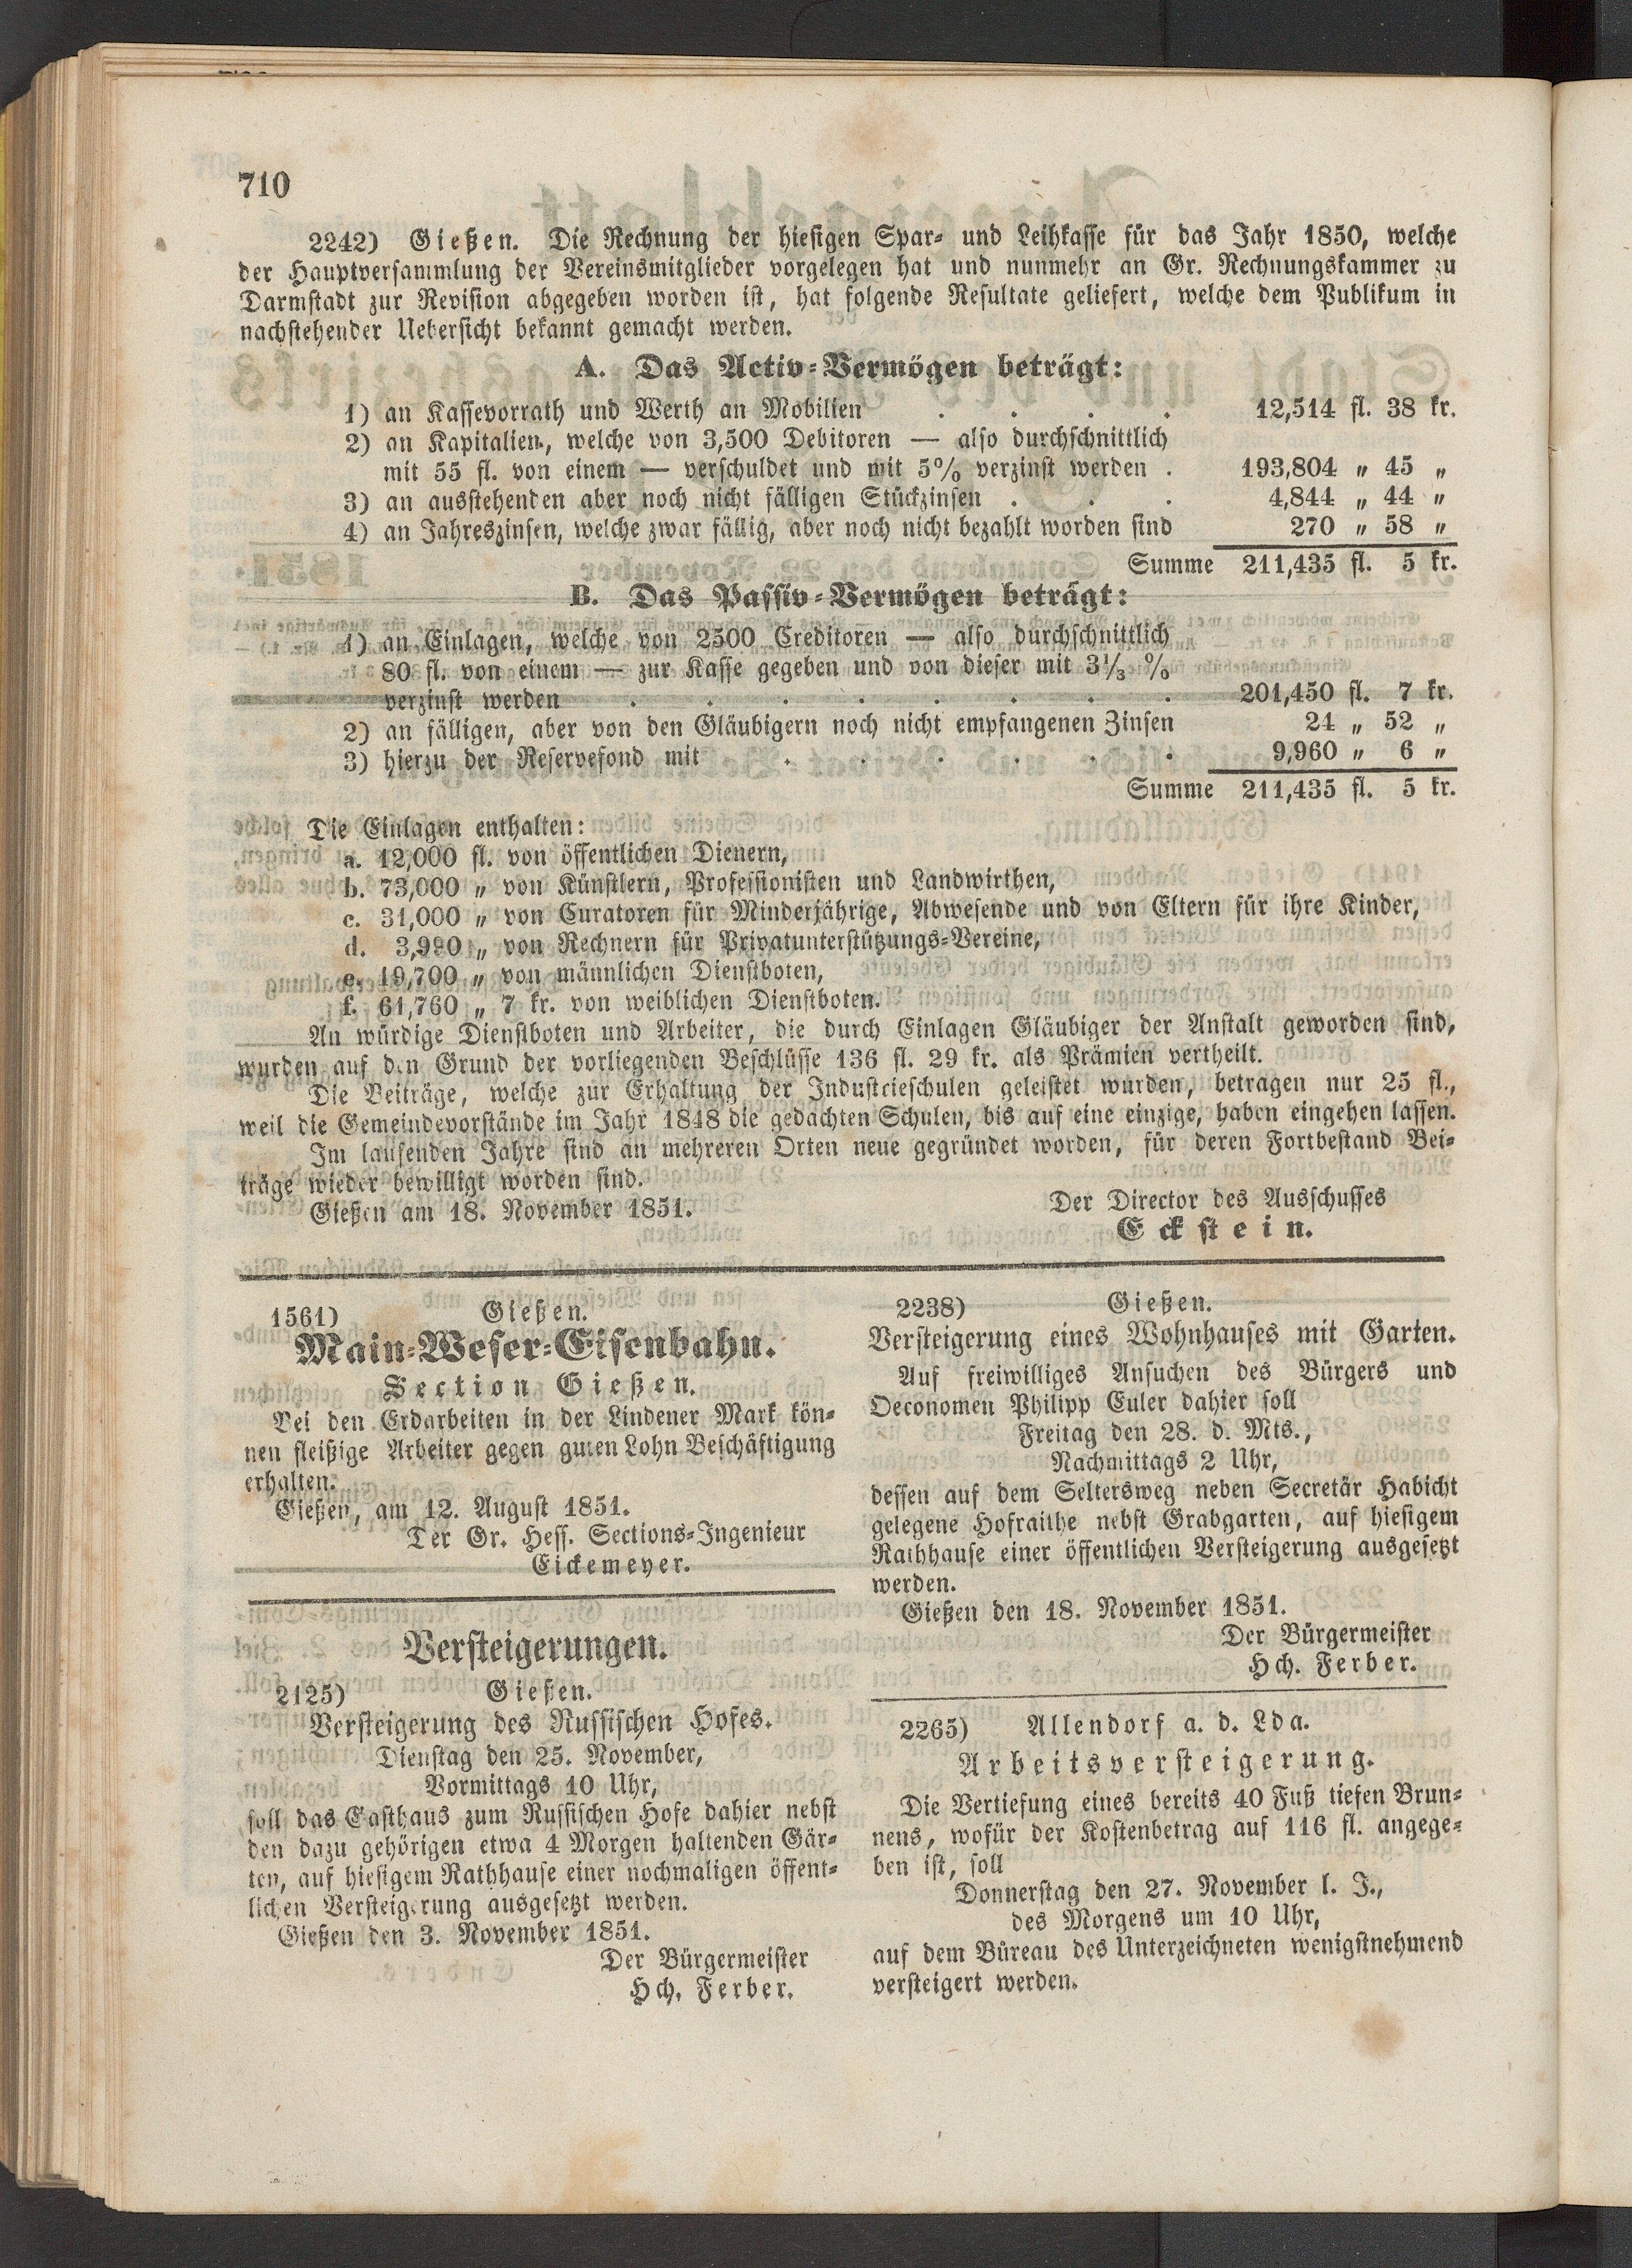 710
2242) Gießen. Die Rechnung der hiesigen Spar- und Leihkasse für das Jahr 1850, welche
der Hauptversammlung der Vereinsmitglieder vorgelegen hat und nunmehr an Gr. Rechnungskammer zu
Darmstadt zur Revision abgegeben worden ist, hat folgende Resultate geliefert, welche dem Publikum in
nachstehender Uebersicht bekannt gemacht werden.
A. Das Activ-Vermögen beträgt:
1) an Kassevorrath und Werth an Mobilien . . . . 12,514 fl. 38 kr.
2) an Kapitalien, welche von 3,500 Debitoren — also durchschnittlich
mit 55 fl. von einem — verschuldet und mit 5% verzinst werden . 193,804 „ 45 „
3) an ausstehenden aber noch nicht fälligen Stückzinsen . . . 4,844 „ 44 „
4) an Jahreszinsen, welche zwar fällig, aber noch nicht bezahlt worden sind 270 „ 58 „
Summe 211,435 fl. 5 kr.
B. Das Passiv-Vermögen beträgt:
1) an Einlagen, welche von 2500 Creditoren — also durchschnittlich
80 fl. von einem — zur Kasse gegeben und von dieser mit 3⅓ %
verzinst werden . . . . . . . . 201,450 fl. 7 kr.
2) an fälligen, aber von den Gläubigern noch nicht empfangenen Zinsen 24 „ 52 „
3) hierzu der Reservefond mit . . . . . . 9,960 „ 6 „
Summe 211,435 fl. 5 kr.
Die Einlagen enthalten:
a. 12,000 fl. von öffentlichen Dienern,
b. 73,000 „ von Künstlern, Professionisten und Landwirthen,
c. 31,000 „ von Curatoren für Minderjährige, Abwesende und von Eltern für ihre Kinder,
d. 3,990 „ von Rechnern für Privatunterstützungs-Vereine,
e. 19,700 „ von männlichen Dienstboten,
f. 61,760 „ 7 kr. von weiblichen Dienstboten.
An würdige Dienstboten und Arbeiter, die durch Einlagen Gläubiger der Anstalt geworden sind,
wurden auf den Grund der vorliegenden Beschlüsse 136 fl. 29 kr. als Prämien vertheilt.
Die Beiträge, welche zur Erhaltung der Industrieschulen geleistet wurden, betragen nur 25 fl.,
weil die Gemeindevorstände im Jahr 1848 die gedachten Schulen, bis auf eine einzige, haben eingehen lassen.
Im laufenden Jahre sind an mehreren Orten neue gegründet worden, für deren Fortbestand Bei-
träge wieder bewilligt worden sind.
Gießen am 18. November 1851.
Der Director des Ausschusses
Eckstein.
1561) Gießen.
Main-Weser-Eisenbahn.
Section Gießen.
Bei den Erdarbeiten in der Lindener Mark kön-
nen fleißige Arbeiter gegen guten Lohn Beschäftigung
erhalten.
Gießen, am 12. August 1851.
Der Gr. Hess. Sections-Ingenieur
Eickemeyer.
Versteigerungen.
2125) Gießen.
Versteigerung des Russischen Hofes.
Dienstag den 25. November,
Vormittags 10 Uhr,
soll das Gasthaus zum Russischen Hofe dahier nebst
den dazu gehörigen etwa 4 Morgen haltenden Gär-
ten, auf hiesigem Rathhause einer nochmaligen öffent-
lichen Versteigerung ausgesetzt werden.
Gießen den 3. November 1851.
Der Bürgermeister
Hch. Ferber.
2238) Gießen.
Versteigerung eines Wohnhauses mit Garten.
Auf freiwilliges Ansuchen des Bürgers und
Oeconomen Philipp Euler dahier soll
Freitag den 28. d. Mts.,
Nachmittags 2 Uhr,
dessen auf dem Seltersweg neben Secretär Habicht
gelegene Hofraithe nebst Grabgarten, auf hiesigem
Rathhause einer öffentlichen Versteigerung ausgesetzt
werden.
Gießen den 18. November 1851.
Der Bürgermeister
Hch. Ferber.
2265) Allendorf a. d. Lda.
Arbeitsversteigerung.
Die Vertiefung eines bereits 40 Fuß tiefen Brun-
nens, wofür der Kostenbetrag auf 116 fl. angege-
ben ist, soll
Donnerstag den 27. November l. J.,
des Morgens um 10 Uhr,
auf dem Büreau des Unterzeichneten wenigstnehmend
versteigert werden.